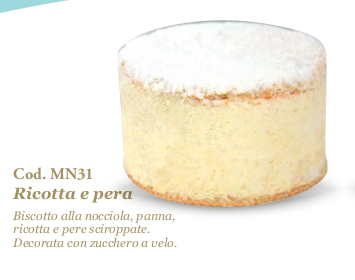 Cod. MN31
Ricotta e pera
Biscotto alla nocciola, panna,
ricotta e pere sciroppate.
Decorata con zucchero a velo.